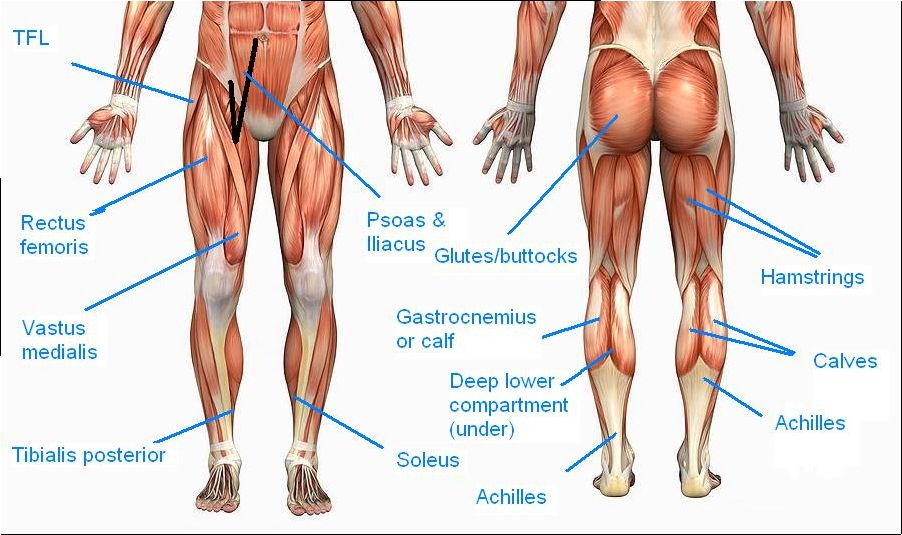 TFL
Rectus
femoris
Vastus
medialis
Tibialis posterior
Psoas &
Iliacus
Soleus
Glutes/buttocks
Gastrocnemius
or calf
Deep lower
compartment
(under)
Achilles
Hamstrings
Calves
Achilles